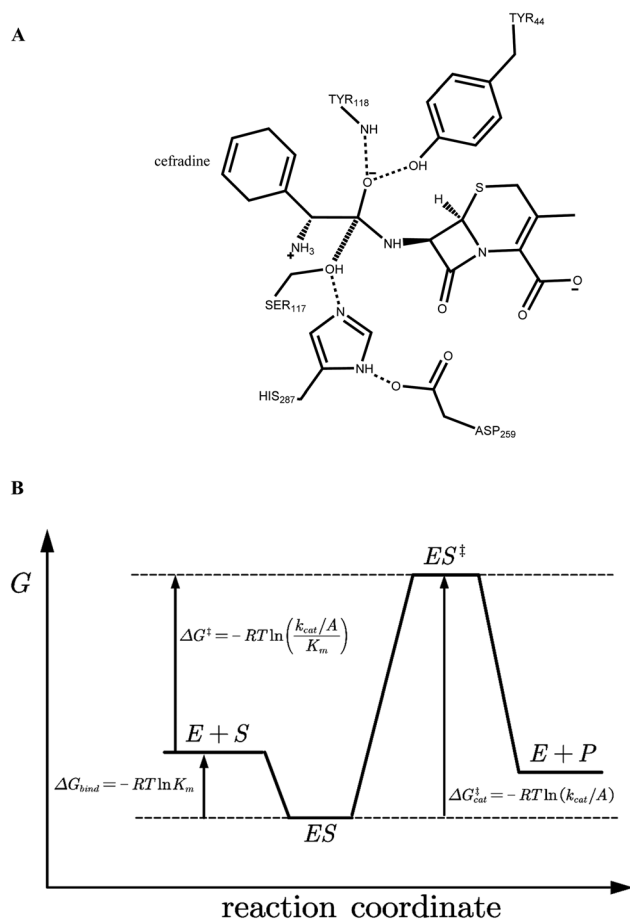 A
TYR44
TYR118
NH
OH
cefradine
O−
H
S
NH3
+
NH
N
OH
O
O
−
O
SER117
N
NH
O
O
HIS287
ASP259
B
G
ES‡
ΔG‡ = −RT ln((kcat/A)/Km)
E + S
E + P
ΔGbind = −RT ln Km
ΔG‡cat = −RT ln (kcat/A)
ES
reaction coordinate